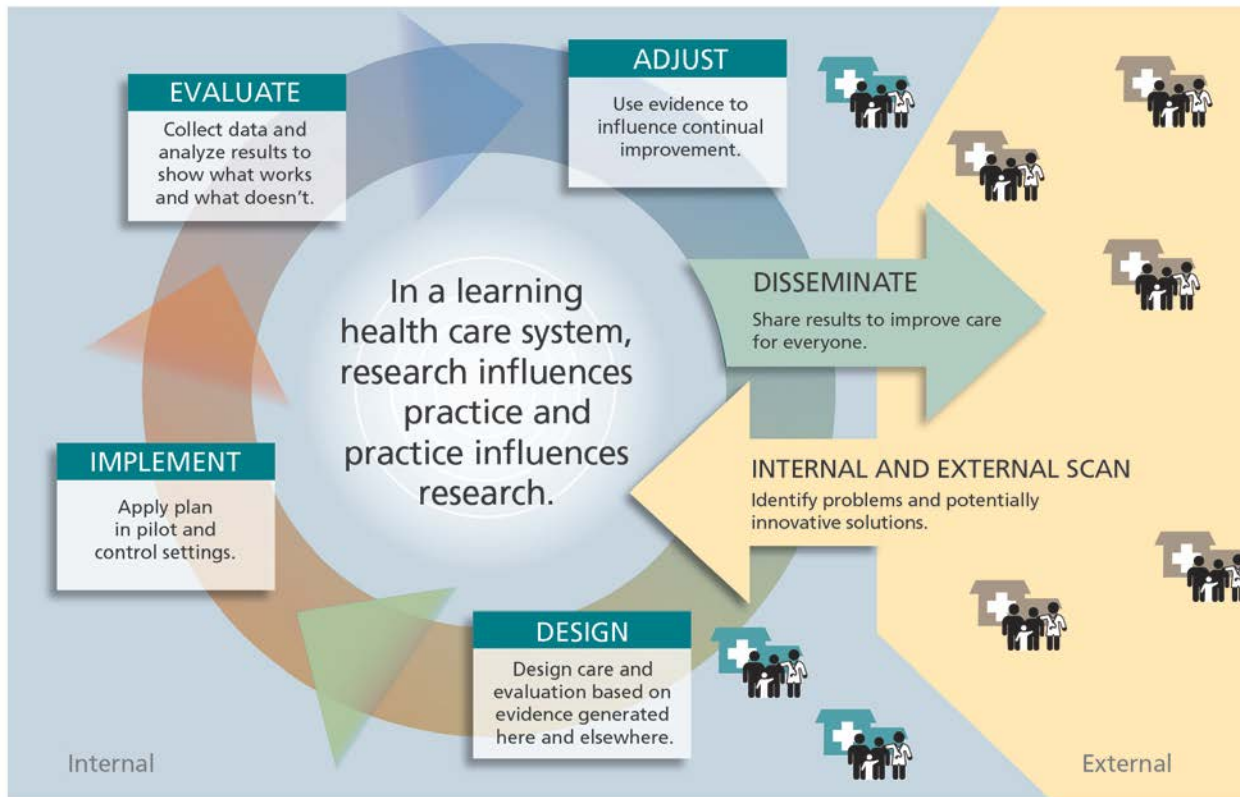 EVALUATE
Collect data and
analyze results to
show what works
and what doesn’t.
ADJUST
Use evidence to
influence continual
improvement.
In a learning
health care system,
research influences
practice and
practice influences
research.
DISSEMINATE
Share results to improve care
for everyone.
INTERNAL AND EXTERNAL SCAN
Identify problems and potentially
innovative solutions.
IMPLEMENT
Apply plan
in pilot and
control settings.
DESIGN
Design care and
evaluation based on
evidence generated
here and elsewhere.
Internal
External